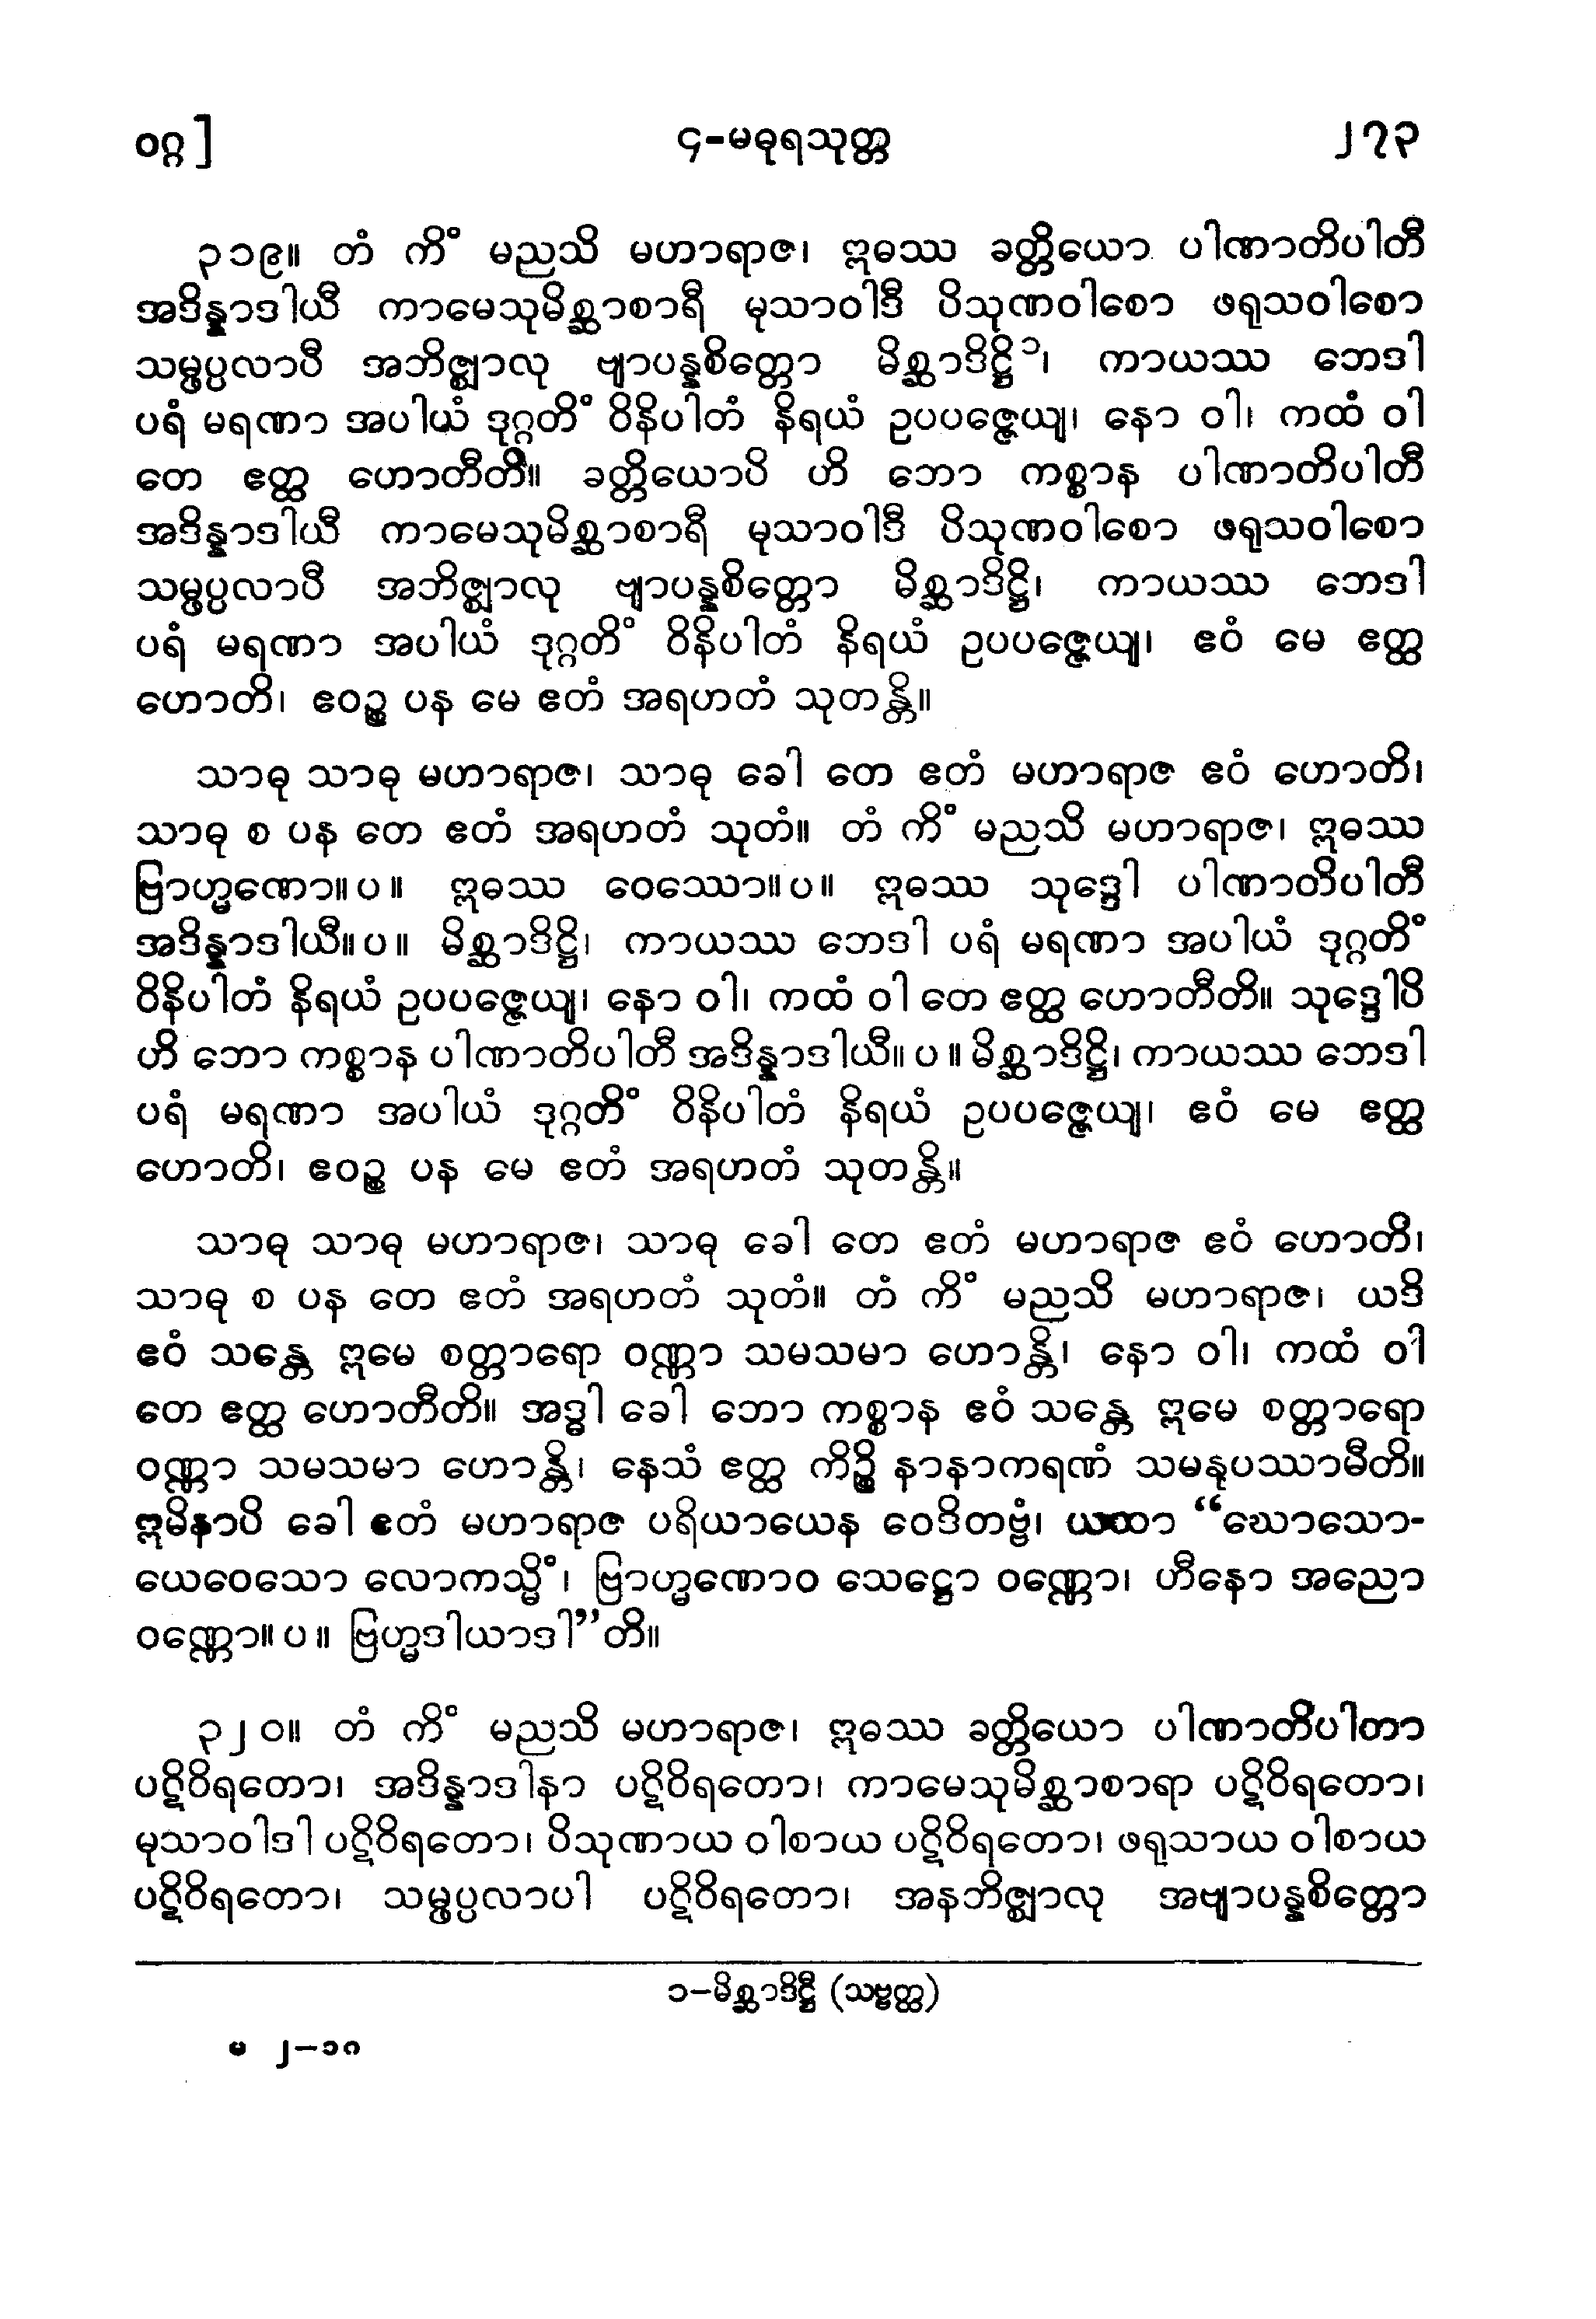 ဝဂ္ဂ]
၄-မဓုရသုတ္တ
၂၇၃
၃၁၉။ တံ ကိံ မညသိ မဟာရာဇ၊ ဣဓဿ ခတ္တိယော ပါဏာတိပါတီ
အဒိန္နာဒါယီ ကာမေသုမိစ္ဆာစာရီ မုသာဝါဒီ ပိသုဏဝါစော ဖရုသဝါစော
သမ္ဖပ္ပလာပီ အဘိဇ္ဈာလု ဗျာပန္နစိတ္တော မိစ္ဆာဒိဋ္ဌိ၁၊ ကာယဿ ဘေဒါ
ပရံ မရဏာ အပါယံ ဒုဂ္ဂတိံ ဝိနိပါတံ နိရယံ ဥပပဇ္ဇေယျ၊ နော ဝါ၊ ကထံ ဝါ
တေ ဧတ္ထ ဟောတီတိ။ ခတ္တိယောပိ ဟိ ဘော ကစ္စာန ပါဏာတိပါတီ
အဒိန္နာဒါယီ ကာမေသုမိစ္ဆာစာရီ မုသာဝါဒီ ပိသုဏဝါစော ဖရုသဝါစော
သမ္ဖပ္ပလာပီ အဘိဇ္ဈာလု ဗျာပန္နစိတ္တော မိစ္ဆာဒိဋ္ဌိ၊ ကာယဿ ဘေဒါ
ပရံ မရဏာ အပါယံ ဒုဂ္ဂတိံ ဝိနိပါတံ နိရယံ ဥပပဇ္ဇေယျ၊ ဧဝံ မေ ဧတ္ထ
ဟောတိ၊ ဧဝဉ္စ ပန မေ ဧတံ အရဟတံ သုတန္တိ။
သာဓု သာဓု မဟာရာဇ၊ သာဓု ခေါ တေ ဧတံ မဟာရာဇ ဧဝံ ဟောတိ၊
သာဓု စ ပန တေ ဧတံ အရဟတံ သုတံ။ တံ ကိံ မညသိ မဟာရာဇ၊ ဣဓဿ
ဗြာဟ္မဏော။ပ။ ဣဓဿ ဝေဿော။ပ။ ဣဓဿ သုဒ္ဒေါ ပါဏာတိပါတီ
အဒိန္နာဒါယီ။ပ။ မိစ္ဆာဒိဋ္ဌိ၊ ကာယဿ ဘေဒါ ပရံ မရဏာ အပါယံ ဒုဂ္ဂတိံ
ဝိနိပါတံ နိရယံ ဥပပဇ္ဇေယျ၊ နော ဝါ၊ ကထံ ဝါ တေ ဧတ္ထ ဟောတီတိ။ သုဒ္ဒေါပိ
ဟိ ဘော ကစ္စာန ပါဏာတိပါတီ အဒိန္နာဒါယီ။ ပ ။ မိစ္ဆာဒိဋ္ဌိ၊ ကာယဿ ဘေဒါ
ပရံ မရဏာ အပါယံ ဒုဂ္ဂတိံ ဝိနိပါတံ နိရယံ ဥပပဇ္ဇေယျ၊ ဧဝံ မေ ဧတ္ထ
ဟောတိ၊ ဧဝဉ္စ ပန မေ ဧတံ အရဟတံ သုတန္တိ။
သာဓု သာဓု မဟာရာဇ၊ သာဓု ခေါ တေ ဧတံ မဟာရာဇ ဧဝံ ဟောတိ၊
သာဓု စ ပန တေ ဧတံ အရဟတံ သုတံ။ တံ ကိံ မညသိ မဟာရာဇ၊ ယဒိ
ဧဝံ သန္တေ ဣမေ စတ္တာရော ဝဏ္ဏာ သမသမာ ဟောန္တိ၊ နော ဝါ၊ ကထံ ဝါ
တေ ဧတ္ထ ဟောတီတိ။ အဒ္ဓါ ခေါ ဘော ကစ္စာန ဧဝံ သန္တေ ဣမေ စတ္တာရော
ဝဏ္ဏာ သမသမာ ဟောန္တိ၊ နေသံ ဧတ္ထ ကိဉ္စိ နာနာကရဏံ သမနုပဿာမီတိ။
ဣမိနာပိ ခေါ ဧတံ မဟာရာဇ ပရိယာယေန ဝေဒိတဗ္ဗံ၊ ယထာ “ဃောသော-
ယေဝေသော လောကသ္မိံ၊ ဗြာဟ္မဏောဝ သေဋ္ဌော ဝဏ္ဏော၊ ဟီနော အညော
ဝဏ္ဏော။ပ။ ဗြဟ္မဒါယာဒါ”တိ။
၃၂၀။ တံ ကိံ မညသိ မဟာရာဇ၊ ဣဓဿ ခတ္တိယော ပါဏာတိပါတာ
ပဋိဝိရတော၊ အဒိန္နာဒါနာ ပဋိဝိရတော၊ ကာမေသုမိစ္ဆာစာရာ ပဋိဝိရတော၊
မုသာဝါဒါ ပဋိဝိရတော၊ ပိသုဏာယ ဝါစာယ ပဋိဝိရတော၊ ဖရုသာယ ဝါစာယ
ပဋိဝိရတော၊ သမ္ဖပ္ပလာပါ ပဋိဝိရတော၊ အနဘိဇ္ဈာလု အဗျာပန္နစိတ္တော
၁-မိစ္ဆာဒိဋ္ဌီ (သဗ္ဗတ္ထ)
မ ၂-၁၈